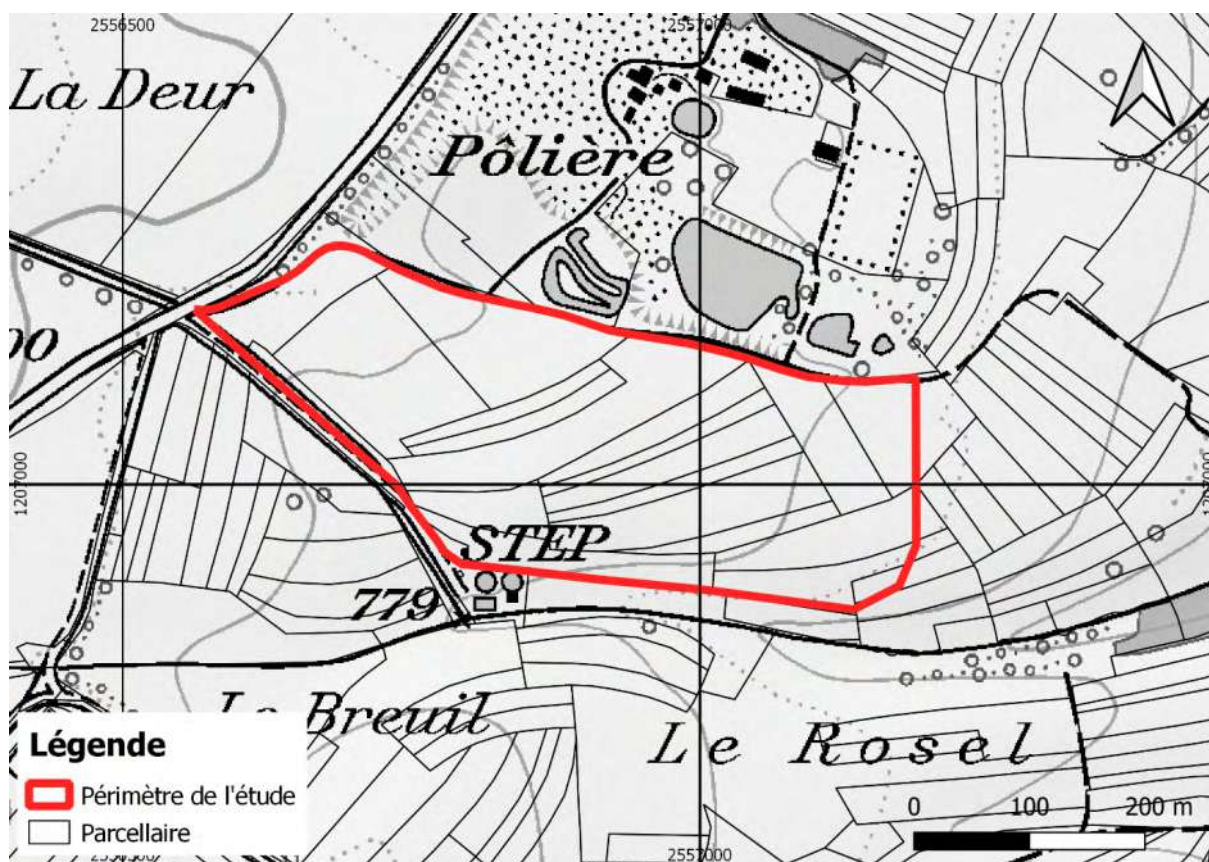 2556500
2557000
La Deur
Pôlière
00
1207000
STEP
779
Le Breuil
Le Rosel
Légende
Périmètre de l'étude
Parcellaire
0 100 200 m
2557000